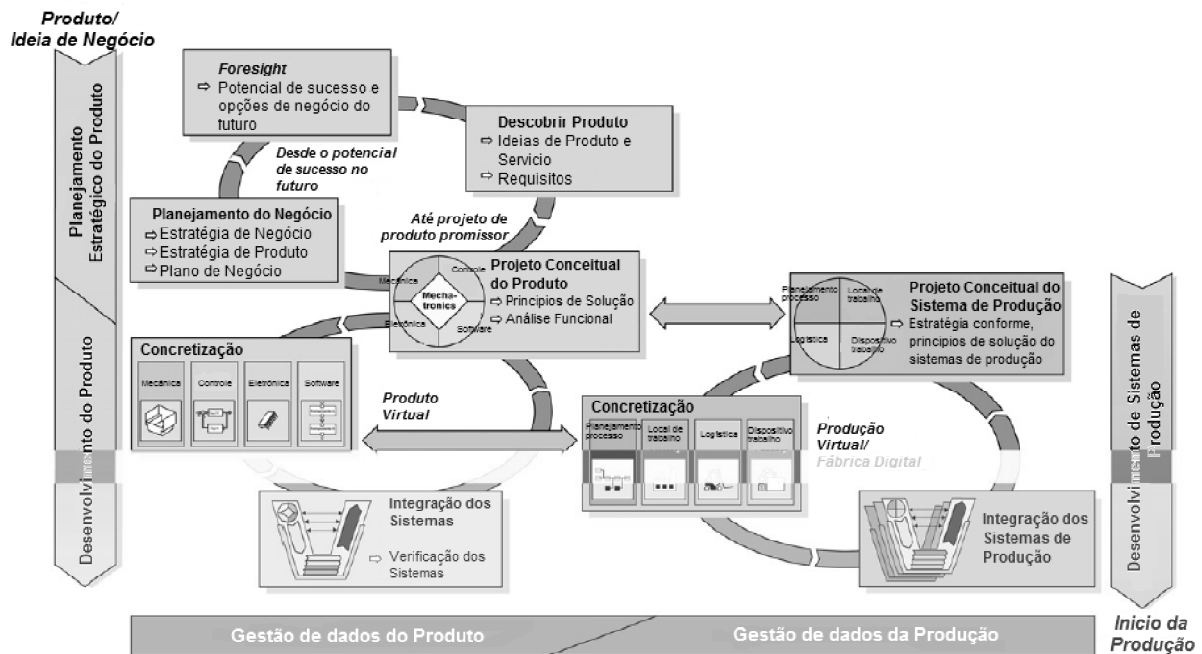 Produto/
Ideia de Negócio
Planejamento
Estratégico do Produto
Desenvolvimento do Produto
Foresight
⇨ Potencial de sucesso e
opções de negócio do
futuro
Descobrir Produto
⇨ Ideias de Produto e
Servicio
⇨ Requisitos
Desde o potencial
de sucesso no
futuro
Planejamento do Negócio
⇨ Estratégia de Negócio
⇨ Estratégia de Produto
⇨ Plano de Negócio
Até projeto de
produto promissor
Mecânica
Controle
Mecha-
tronics
Eletrônica
Software
Projeto Conceitual
do Produto
⇨ Principios de Solução
⇨ Análise Funcional
Planejamento
processo
Local de
trabalho
Logística
Dispositivo
trabalho
Projeto Conceitual do
Sistema de Produção
⇨ Estratégia conforme,
principios de solução do
sistemas de produção
Concretização
Mecânica
Controle
Eletrônica
Software
Produto
Virtual
Concretização
Planejamento
processo
Local de
trabalho
Logística
Dispositivo
trabalho
Produção
Virtual/
Fábrica Digital
Integração dos
Sistemas
⇨ Verificação dos
Sistemas
Integração dos
Sistemas de
Produção
Desenvolvimento de Sistemas de
Produção
Gestão de dados do Produto
Gestão de dados da Produção
Inicio da
Produção